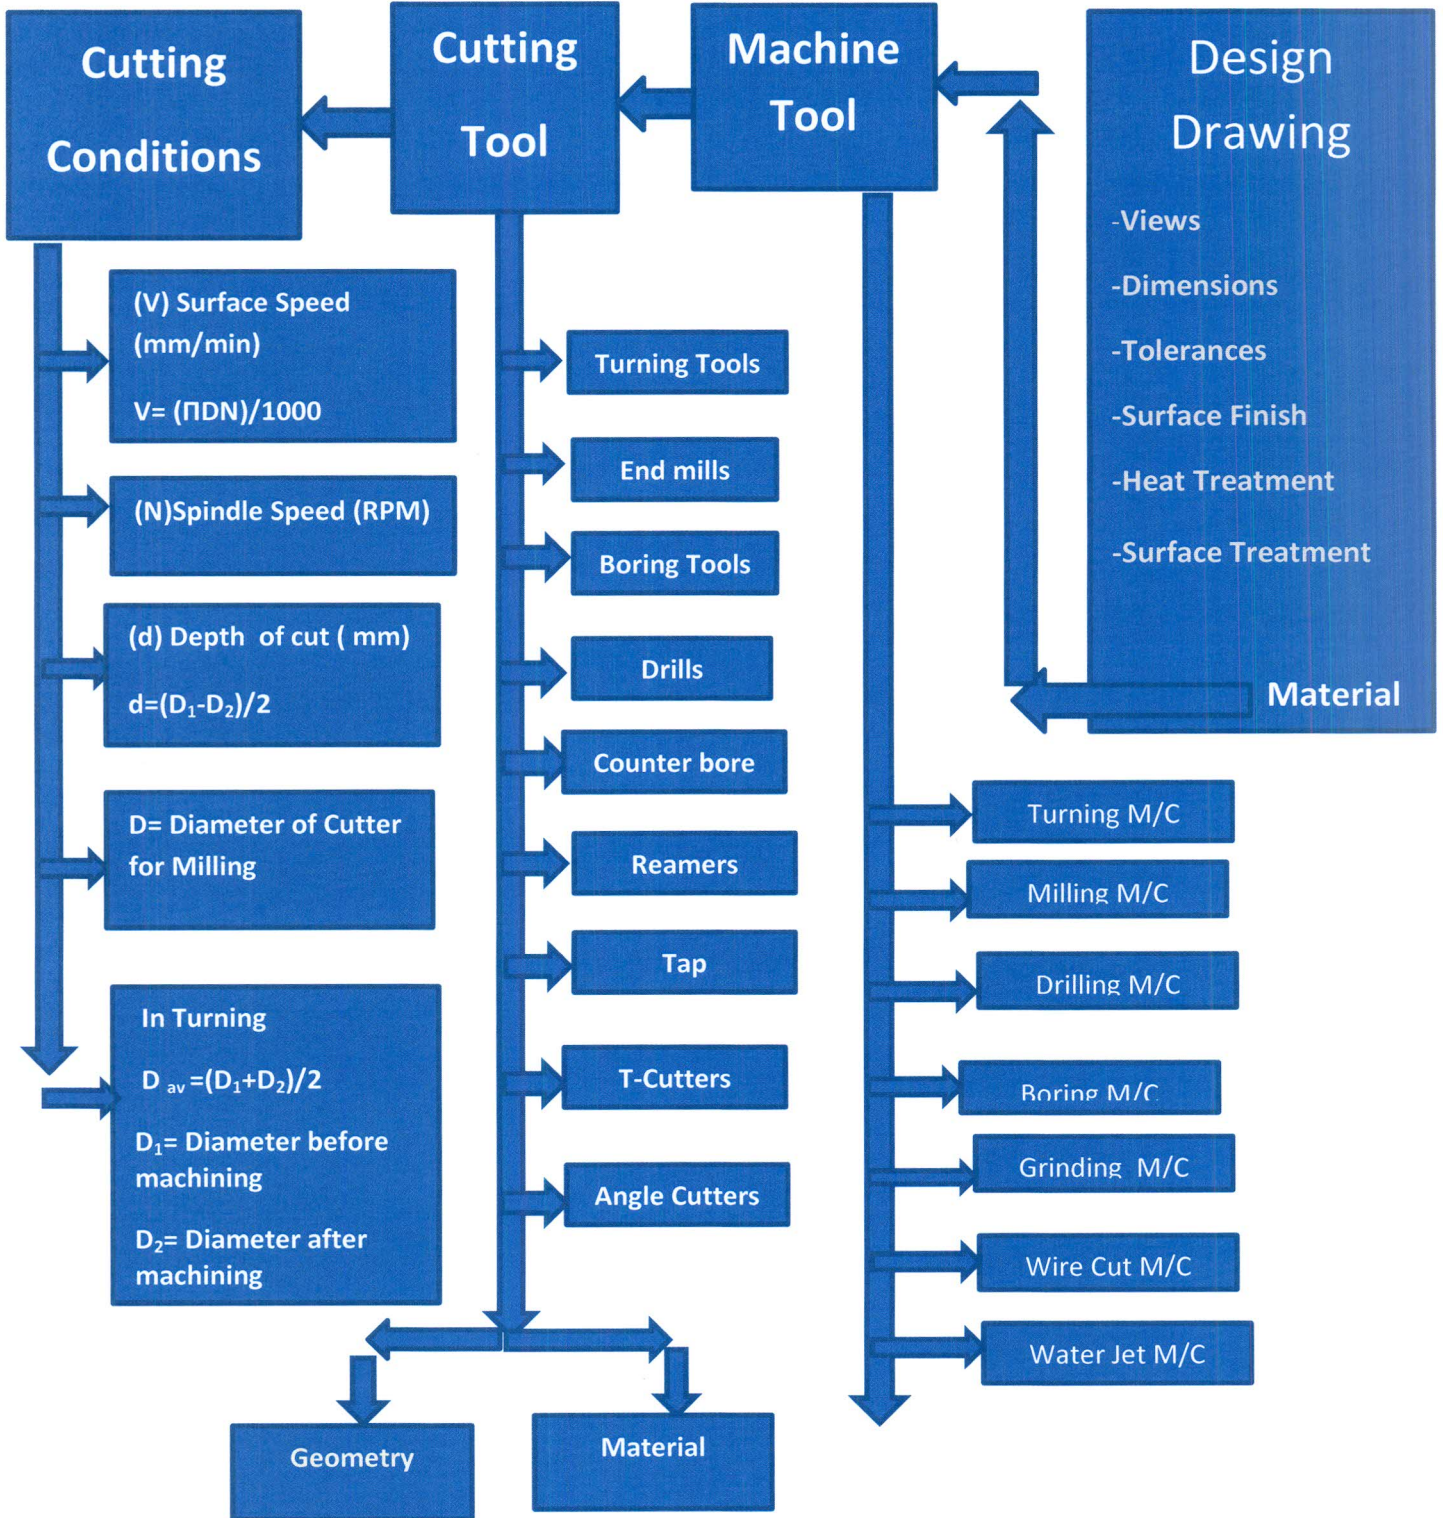 Cutting
Conditions
Cutting
Tool
Machine
Tool
Design
Drawing
-Views
-Dimensions
-Tolerances
-Surface Finish
-Heat Treatment
-Surface Treatment
Material
(V) Surface Speed
(mm/min)
V= (ΠDN)/1000
(N)Spindle Speed (RPM)
(d) Depth of cut ( mm)
d=(D₁-D₂)/2
D= Diameter of Cutter
for Milling
In Turning
D av =(D₁+D₂)/2
D₁= Diameter before
machining
D₂= Diameter after
machining
Turning Tools
End mills
Boring Tools
Drills
Counter bore
Reamers
Tap
T-Cutters
Angle Cutters
Geometry
Material
Turning M/C
Milling M/C
Drilling M/C
Boring M/C
Grinding M/C
Wire Cut M/C
Water Jet M/C